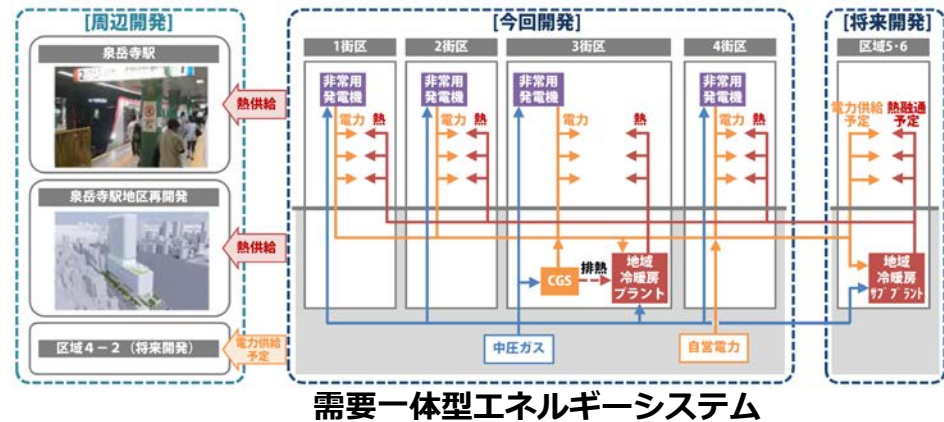 [周辺開発]
泉岳寺駅
泉岳寺駅地区再開発
区域4-2（将来開発）
熱供給
熱供給
電力供給
予定
[今回開発]
1街区
2街区
3街区
4街区
非常用
発電機
非常用
発電機
非常用
発電機
非常用
発電機
電力
熱
電力
熱
電力
熱
電力
熱
CGS
排熱
地域
冷暖房
プラント
中圧ガス
自営電力
[将来開発]
区域5・6
電力供給
予定
熱融通
予定
地域
冷暖房
サブプラント
需要一体型エネルギーシステム